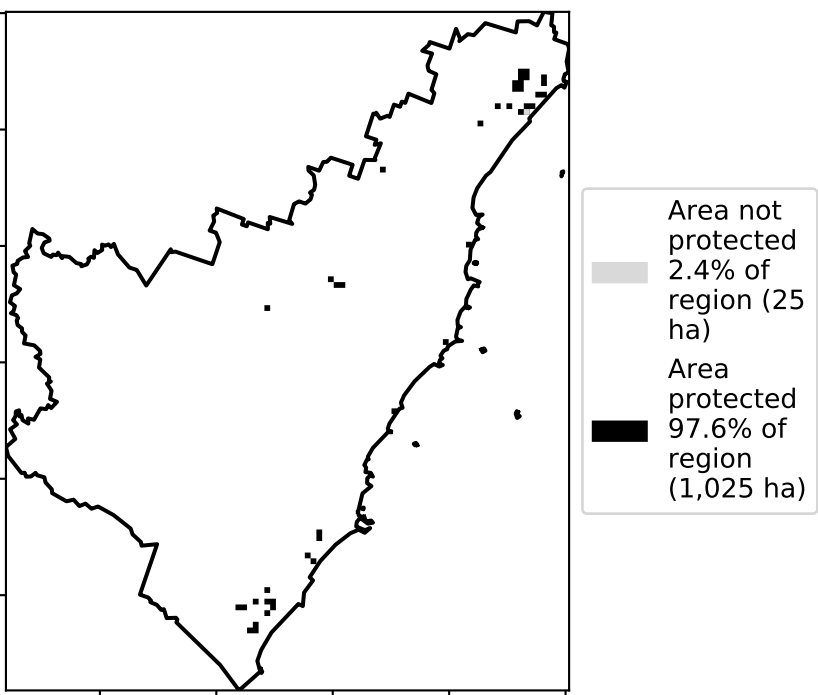 Area not
protected
2.4% of
region (25
ha)
Area
protected
97.6% of
region
(1,025 ha)